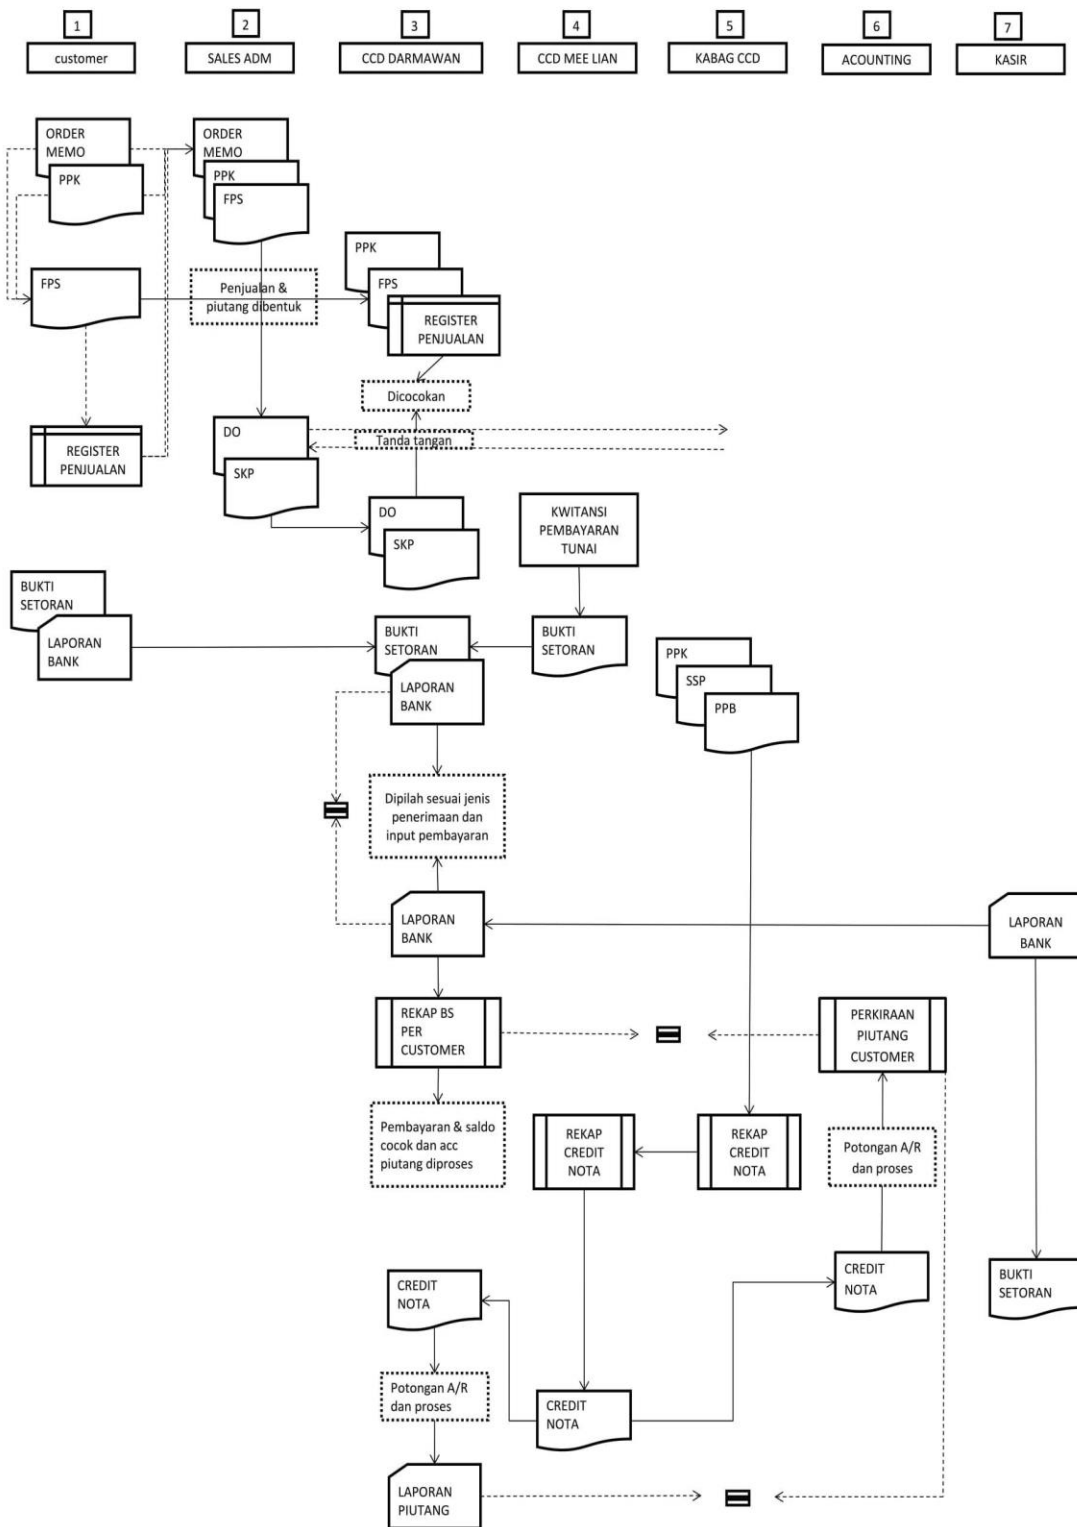 1
2
3
4
5
6
7
customer
SALES ADM
CCD DARMAWAN
CCD MEE LIAN
KABAG CCD
ACOUNTING
KASIR
ORDER
MEMO
PPK
ORDER
MEMO
PPK
FPS
PPK
FPS
REGISTER
PENJUALAN
FPS
Penjualan &
piutang dibentuk
Dicocokan
REGISTER
PENJUALAN
DO
SKP
Tanda tangan
DO
SKP
KWITANSI
PEMBAYARAN
TUNAI
BUKTI
SETORAN
LAPORAN
BANK
BUKTI
SETORAN
LAPORAN
BANK
BUKTI
SETORAN
PPK
SSP
PPB
Dipilah sesuai jenis
penerimaan dan
input pembayaran
LAPORAN
BANK
LAPORAN
BANK
REKAP BS
PER
CUSTOMER
PERKIRAAN
PIUTANG
CUSTOMER
Pembayaran & saldo
cocok dan acc
piutang diproses
REKAP
CREDIT
NOTA
REKAP
CREDIT
NOTA
Potongan A/R
dan proses
CREDIT
NOTA
CREDIT
NOTA
BUKTI
SETORAN
Potongan A/R
dan proses
CREDIT
NOTA
LAPORAN
PIUTANG